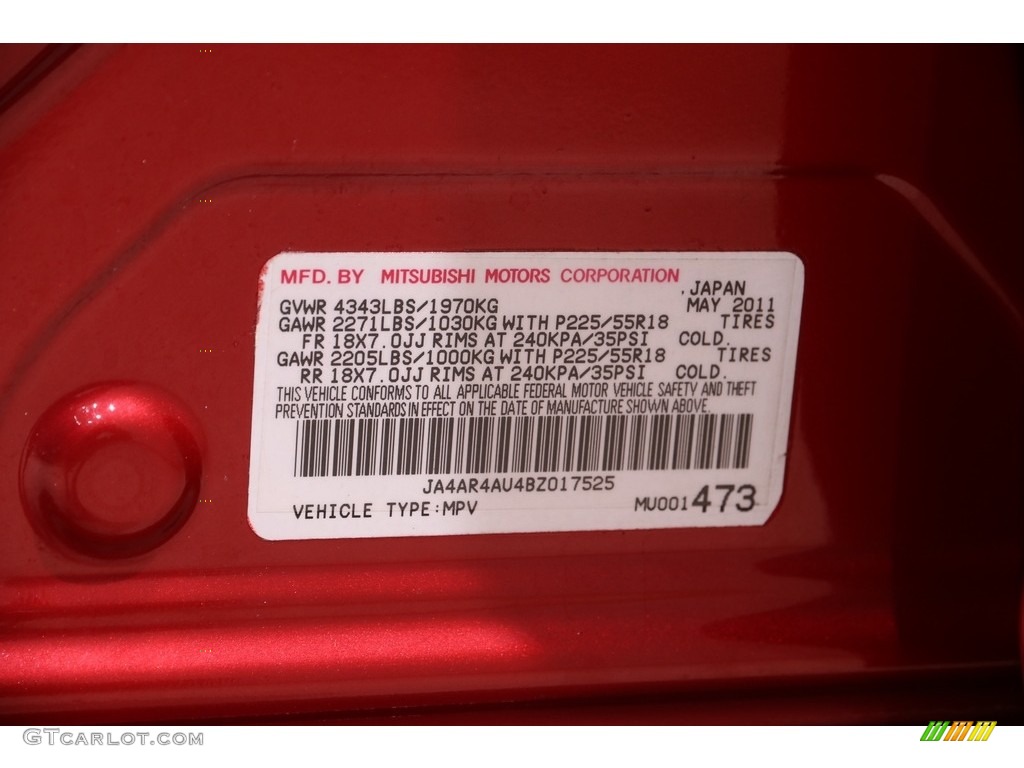 MFD. BY MITSUBISHI MOTORS CORPORATION
JAPAN
GVWR 4343LBS/1970KG MAY 2011
GAWR 2271LBS/1030KG WITH P225/55R18 TIRES
FR 18X7.0JJ RIMS AT 240KPA/35PSI COLD.
GAWR 2205LBS/1000KG WITH P225/55R18 TIRES
RR 18X7.0JJ RIMS AT 240KPA/35PSI COLD.
THIS VEHICLE CONFORMS TO ALL APPLICABLE FEDERAL MOTOR VEHICLE SAFETY AND THEFT
PREVENTION STANDARDS IN EFFECT ON THE DATE OF MANUFACTURE SHOWN ABOVE.
JA4AR4AU4BZ017525
VEHICLE TYPE:MPV MU001473
GTCARLOT.COM